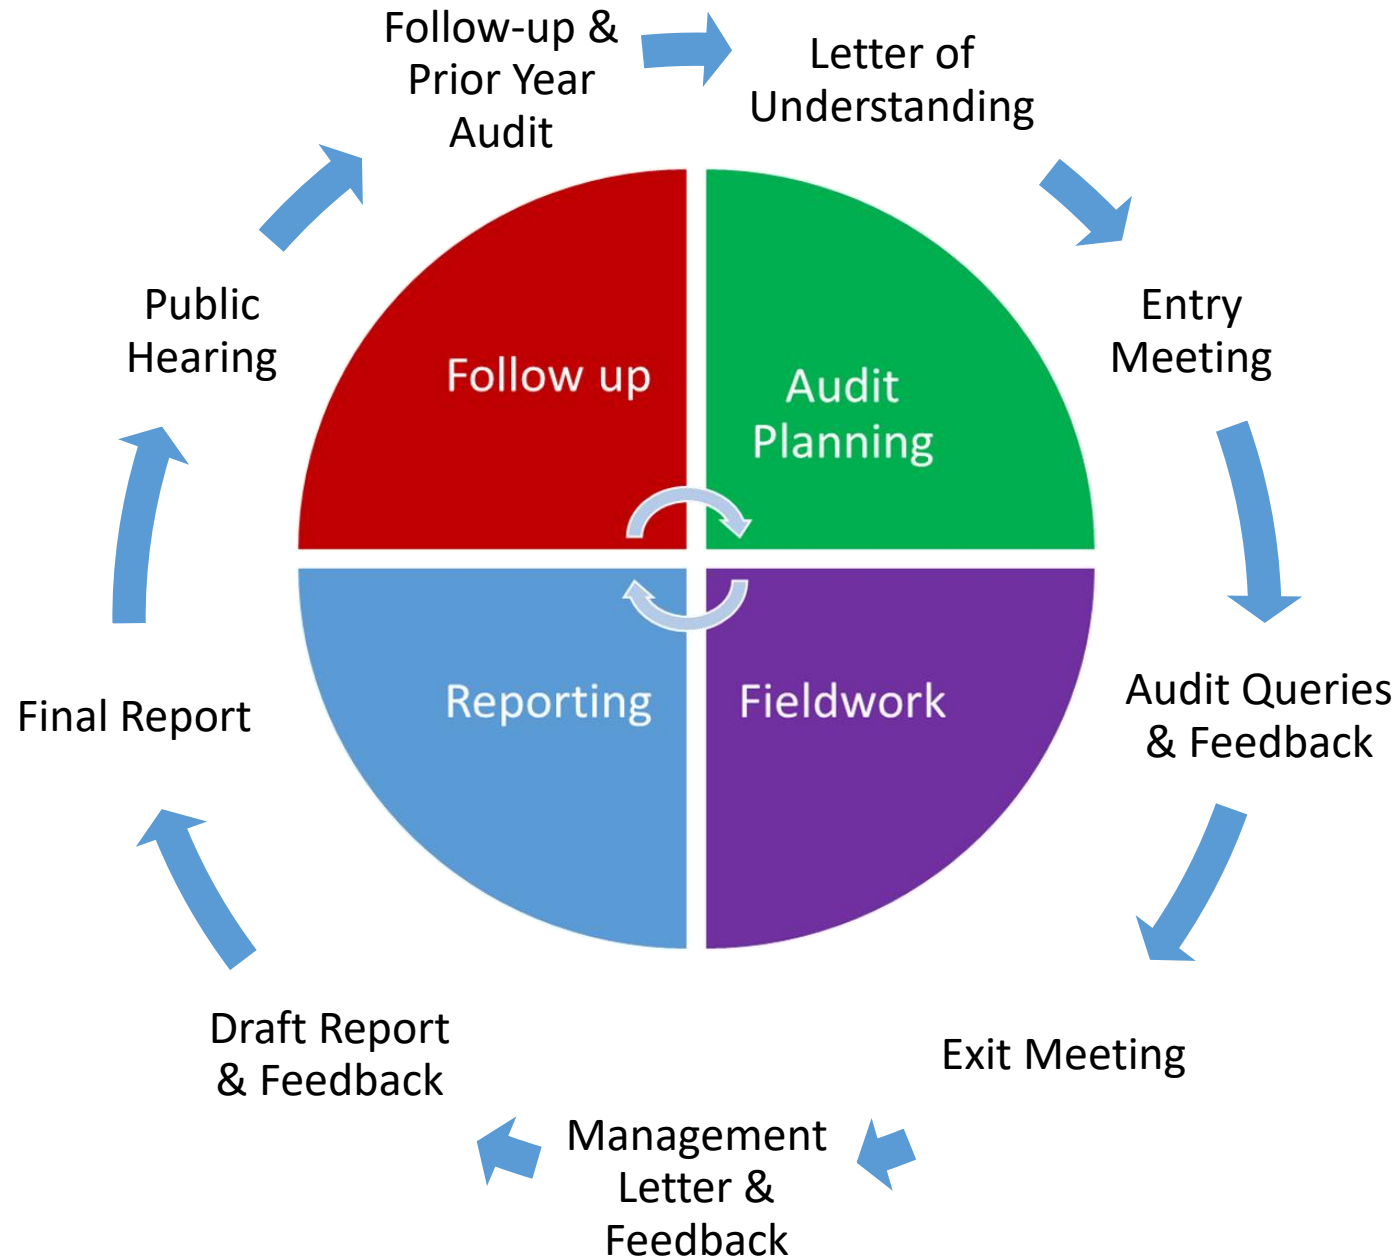 Follow-up &
Prior Year
Audit
Letter of
Understanding
Entry
Meeting
Audit Queries
& Feedback
Exit Meeting
Management
Letter &
Feedback
Draft Report
& Feedback
Final Report
Public
Hearing
Follow up
Audit
Planning
Fieldwork
Reporting